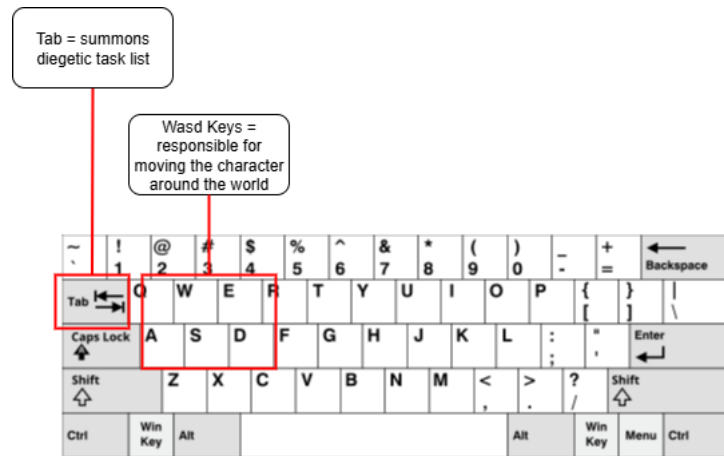 Tab = summons
diegetic task list
Wasd Keys =
responsible for
moving the character
around the world
~ ! @ # $ % ^ & * ( ) _ +
` 1 2 3 4 5 6 7 8 9 0 - = Backspace
Tab Q W E R T Y U I O P { } |
[ ] \
Caps Lock A S D F G H J K L : " Enter
; '
Shift Z X C V B N M < > ? Shift
, . /
Ctrl Win Key Alt Alt Win Key Menu Ctrl